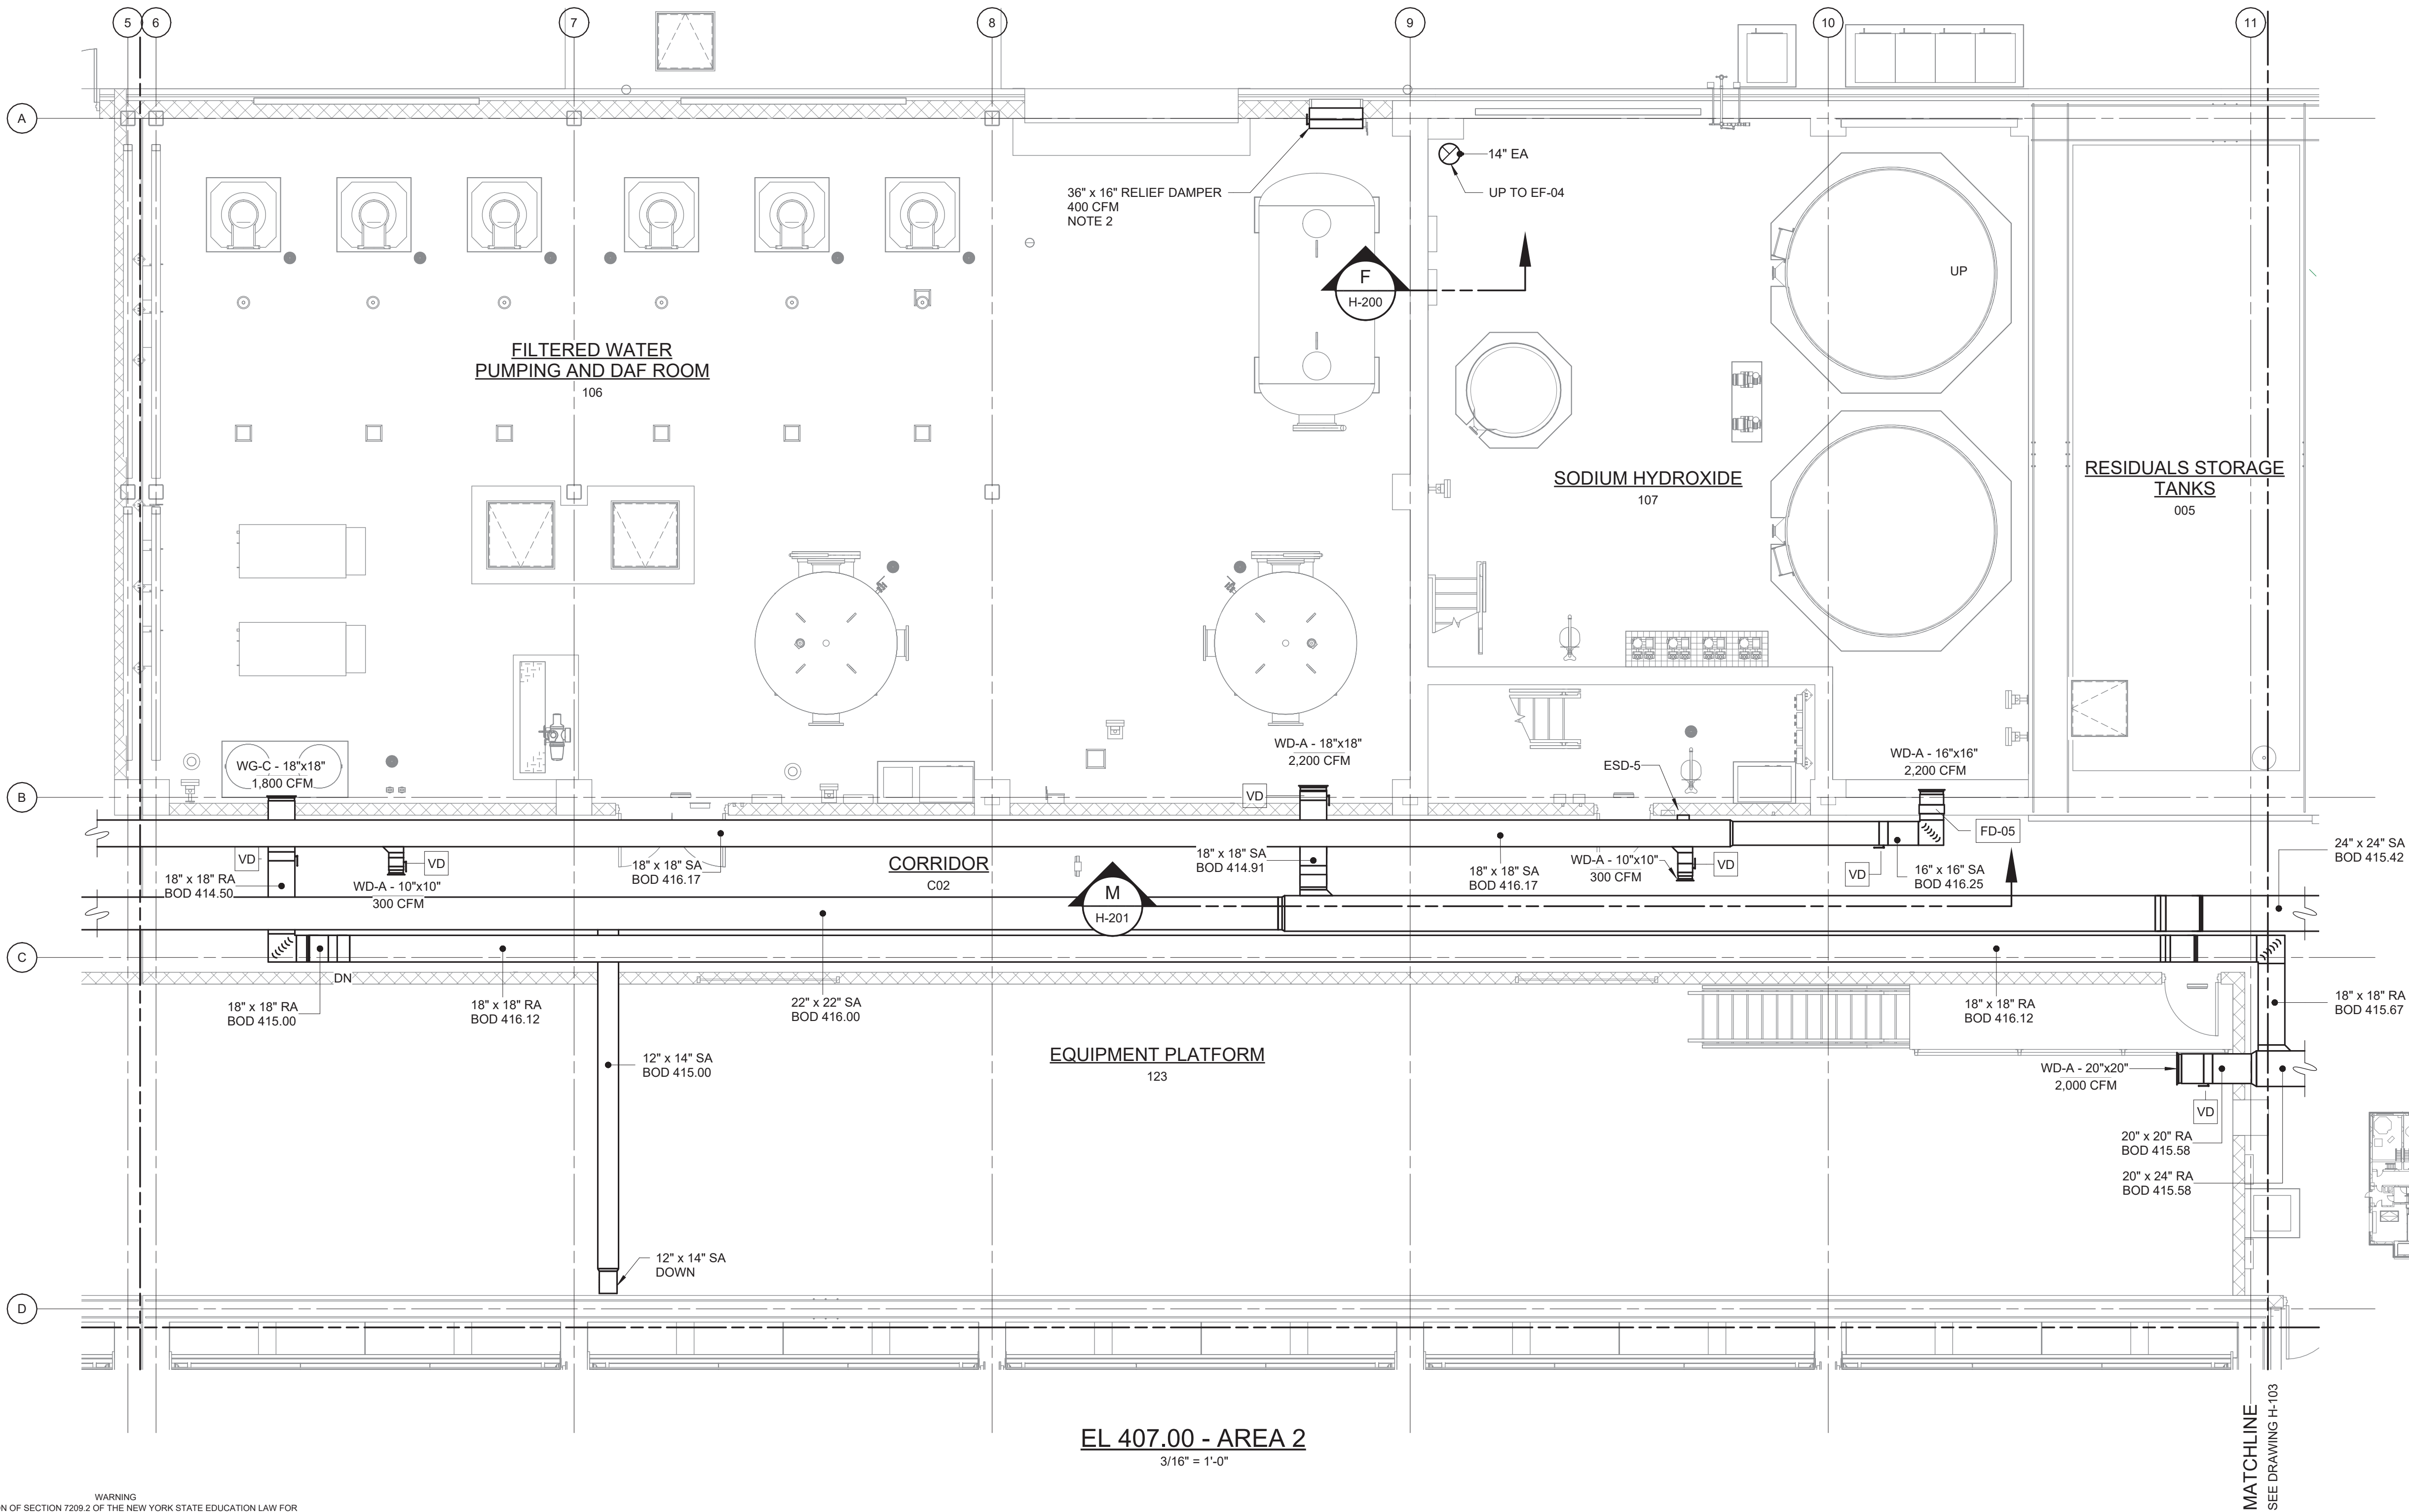 5
6
7
8
9
10
11
A
14" EA
36" x 16" RELIEF DAMPER
400 CFM
NOTE 2
UP TO EF-04
F
H-200
UP
FILTERED WATER
PUMPING AND DAF ROOM
106
SODIUM HYDROXIDE
107
RESIDUALS STORAGE
TANKS
005
WG-C - 18"x18"
1,800 CFM
WD-A - 18"x18"
2,200 CFM
ESD-5
WD-A - 16"x16"
2,200 CFM
B
VD
FD-05
VD
VD
18" x 18" RA
BOD 414.50
WD-A - 10"x10"
300 CFM
18" x 18" SA
BOD 416.17
CORRIDOR
C02
18" x 18" SA
BOD 414.91
18" x 18" SA
BOD 416.17
WD-A - 10"x10"
300 CFM
VD
VD
16" x 16" SA
BOD 416.25
24" x 24" SA
BOD 415.42
M
H-201
C
DN
18" x 18" RA
BOD 415.00
18" x 18" RA
BOD 416.12
22" x 22" SA
BOD 416.00
18" x 18" RA
BOD 416.12
18" x 18" RA
BOD 415.67
12" x 14" SA
BOD 415.00
EQUIPMENT PLATFORM
123
WD-A - 20"x20"
2,000 CFM
VD
20" x 20" RA
BOD 415.58
20" x 24" RA
BOD 415.58
12" x 14" SA
DOWN
D
EL 407.00 - AREA 2
3/16" = 1'-0"
MATCHLINE
SEE DRAWING H-103
WARNING
N OF SECTION 7209.2 OF THE NEW YORK STATE EDUCATION LAW FOR